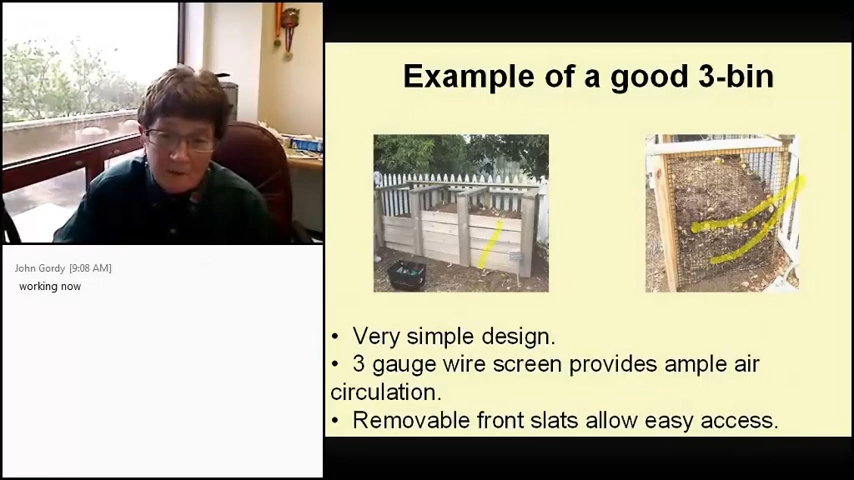 Example of a good 3-bin
John Gordy [9:08 AM]
working now
• Very simple design.
• 3 gauge wire screen provides ample air
circulation.
• Removable front slats allow easy access.